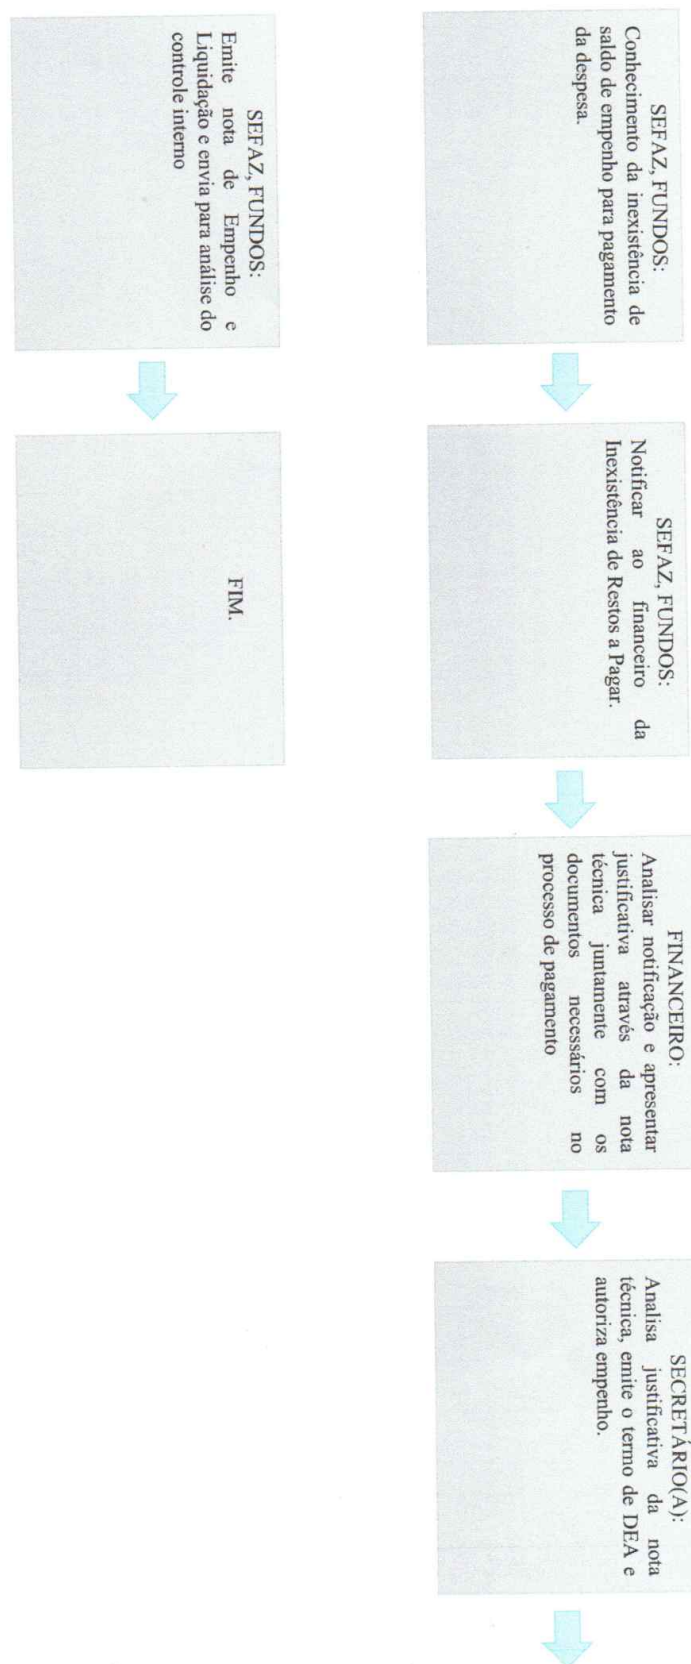 SEFAZ, FUNDOS:
Conhecimento da inexistência de
saldo de empenho para pagamento
da despesa.
SEFAZ, FUNDOS:
Notificar ao financeiro da
Inexistência de Restos a Pagar.
FINANCEIRO:
Analisar notificação e apresentar
justificativa através da nota
técnica juntamente com os
documentos necessários no
processo de pagamento
SECRETÁRIO(A):
Analisa justificativa da nota
técnica, emite o termo de DEA e
autoriza empenho.
SEFAZ, FUNDOS:
Emite nota de Empenho e
Liquidação e envia para análise do
controle interno
FIM.